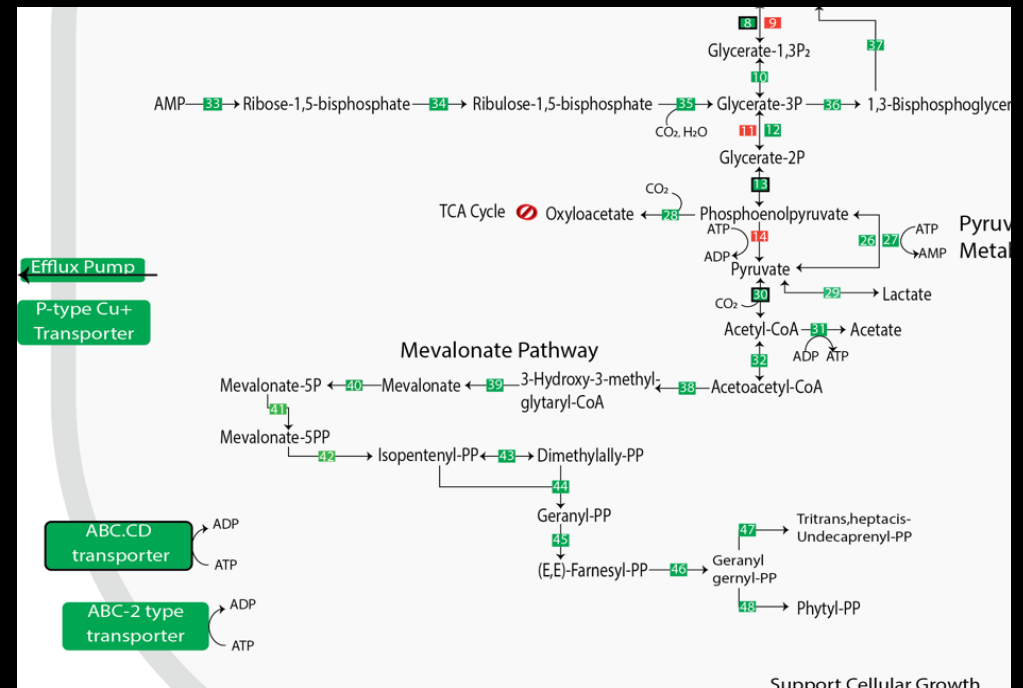 8 9
37
Glycerate-1,3P₂
10
AMP 33 Ribose-1,5-bisphosphate 34 Ribulose-1,5-bisphosphate 35 Glycerate-3P 36 1,3-Bisphosphoglycer
CO₂, H₂O
11 12
Glycerate-2P
13
CO₂
TCA Cycle Oxyloacetate 28 Phosphoenolpyruvate
ATP
14
ADP
26 27
ATP
AMP
Pyruv
Metal
Pyruvate
Efflux Pump
P-type Cu+
Transporter
CO₂
30
29 Lactate
Acetyl-CoA 31 Acetate
ADP ATP
32
Mevalonate Pathway
Mevalonate-5P 40 Mevalonate 39 3-Hydroxy-3-methyl-
glytaryl-CoA
38 Acetoacetyl-CoA
41
Mevalonate-5PP
42 Isopentenyl-PP 43 Dimethylally-PP
44
Geranyl-PP
45
(E,E)-Farnesyl-PP 46 Geranyl
gernyl-PP
47 Tritrans,heptacis-
Undecaprenyl-PP
48 Phytyl-PP
ABC.CD
transporter
ADP
ATP
ABC-2 type
transporter
ADP
ATP
Support Cellular Growth